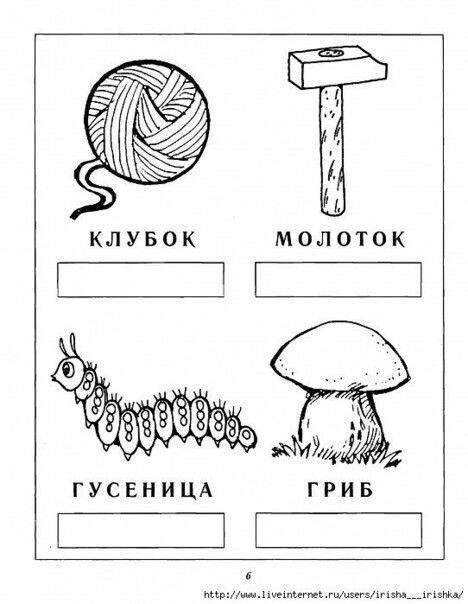 КЛУБОК
МОЛОТОК
ГУСЕНИЦА
ГРИБ
6
http://www.liveinternet.ru/users/irisha___irishka/